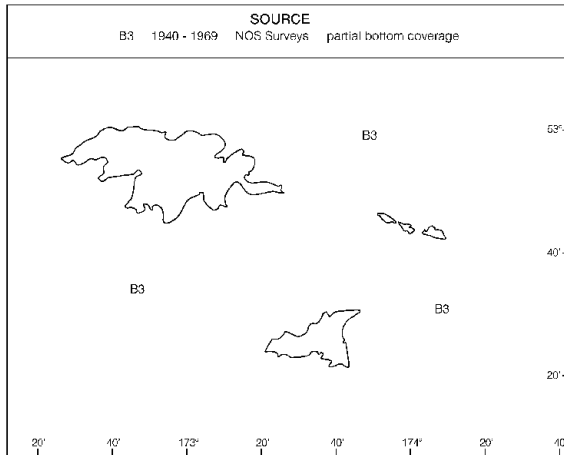 SOURCE
B3 1940 - 1969 NOS Surveys partial bottom coverage
B3
53°
40'
B3
B3
20'
20' 40' 173° 20' 40' 174° 20' 40